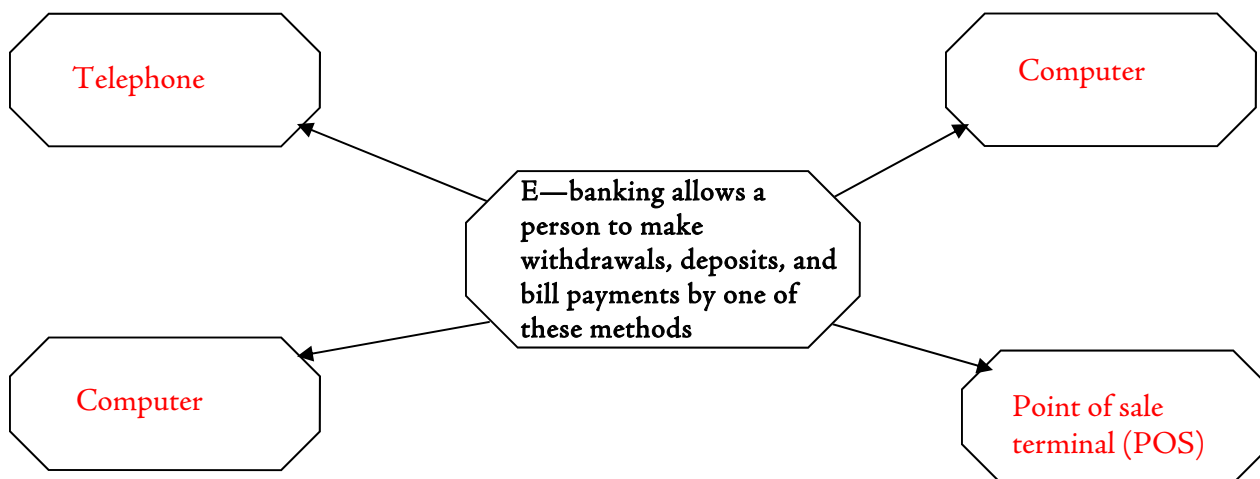 Telephone
Computer
E—banking allows a
person to make
withdrawals, deposits, and
bill payments by one of
these methods
Computer
Point of sale
terminal (POS)